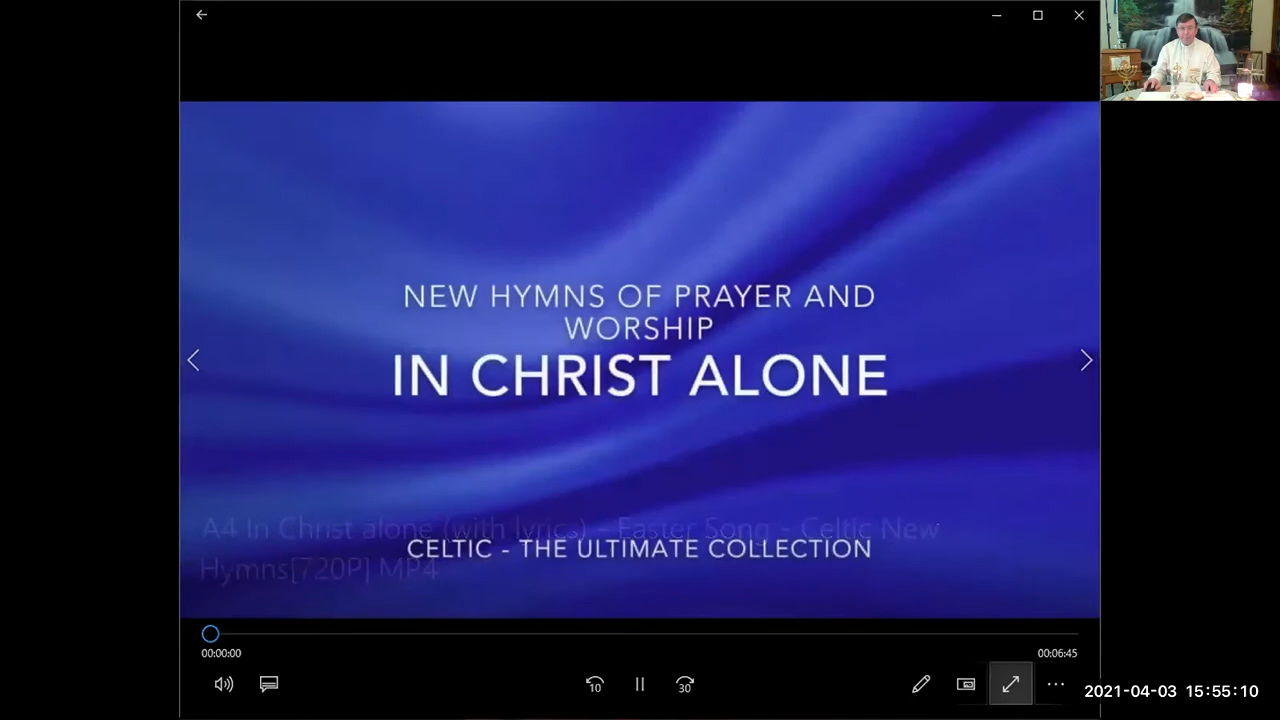 NEW HYMNS OF PRAYER AND
WORSHIP
IN CHRIST ALONE
A4 In Christ alone (with lyrics) - Easter Song - Celtic New
Hymns[720P] MP4
CELTIC - THE ULTIMATE COLLECTION
00:00:00
00:06:45
10
30
2021-04-03 15:55:10